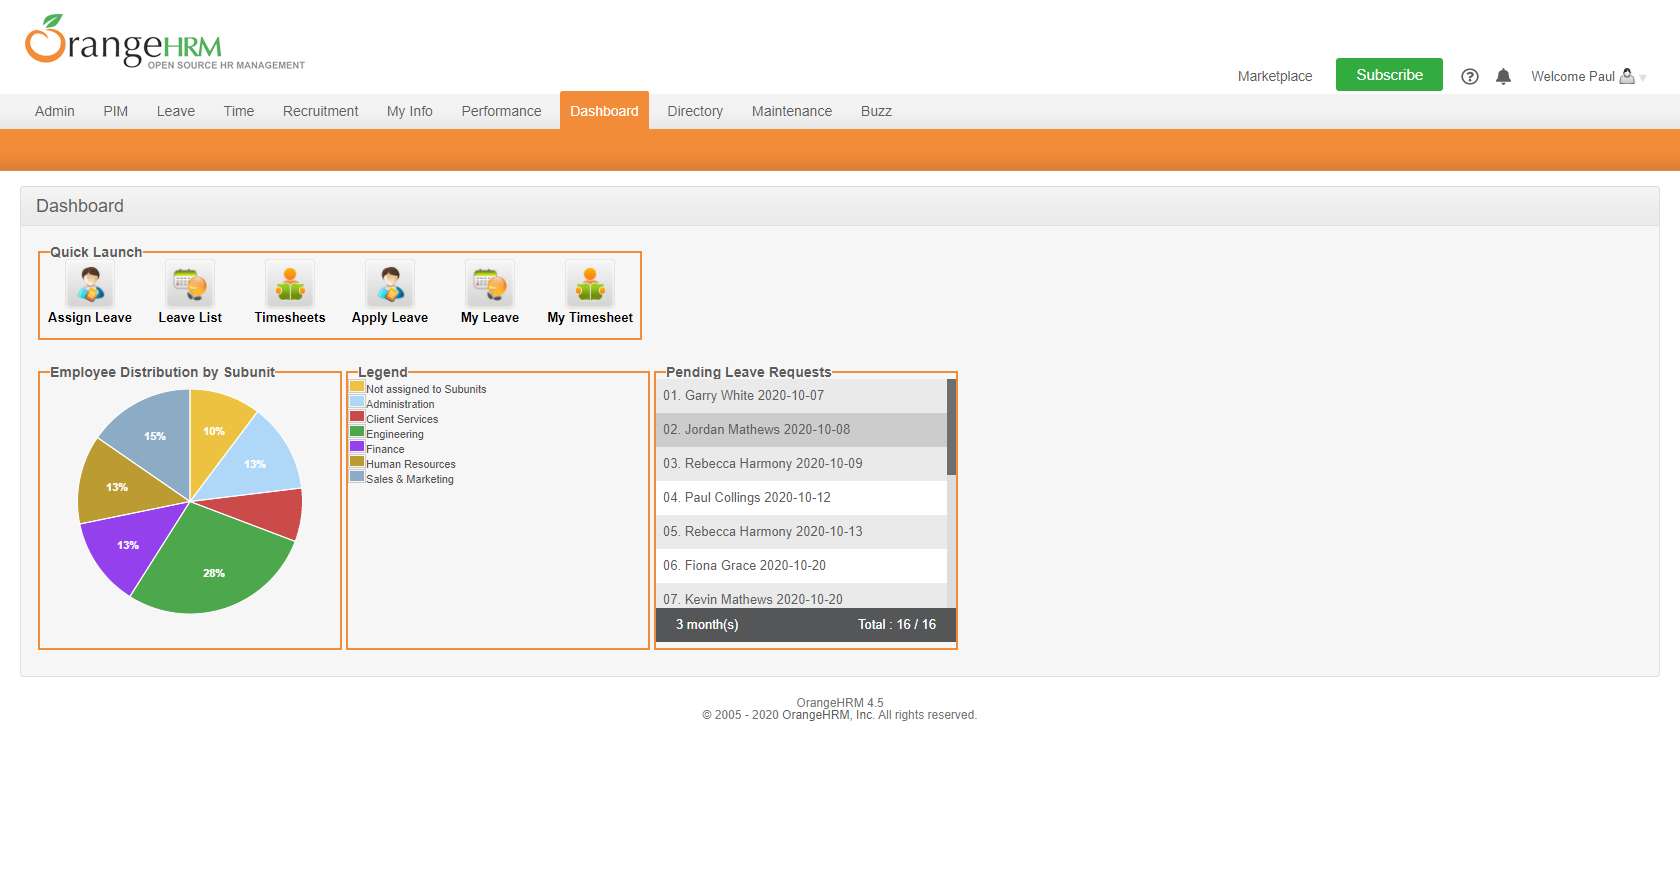 OrangeHRM
OPEN SOURCE HR MANAGEMENT
Marketplace Subscribe Welcome Paul
Admin PIM Leave Time Recruitment My Info Performance Dashboard Directory Maintenance Buzz
Dashboard
Quick Launch
Assign Leave Leave List Timesheets Apply Leave My Leave My Timesheet
Employee Distribution by Subunit
10%
13%
28%
13%
13%
15%
Legend
Not assigned to Subunits
Administration
Client Services
Engineering
Finance
Human Resources
Sales & Marketing
Pending Leave Requests
01. Garry White 2020-10-07
02. Jordan Mathews 2020-10-08
03. Rebecca Harmony 2020-10-09
04. Paul Collings 2020-10-12
05. Rebecca Harmony 2020-10-13
06. Fiona Grace 2020-10-20
07. Kevin Mathews 2020-10-20
3 month(s) Total : 16 / 16
OrangeHRM 4.5
© 2005 - 2020 OrangeHRM, Inc. All rights reserved.